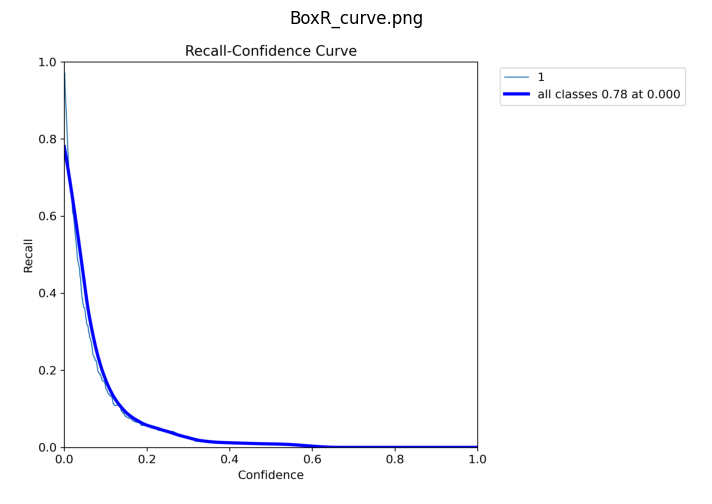 BoxR_curve.png
Recall-Confidence Curve
1
all classes 0.78 at 0.000
1.0
0.8
0.6
0.4
0.2
0.0
Recall
0.0 0.2 0.4 0.6 0.8 1.0
Confidence